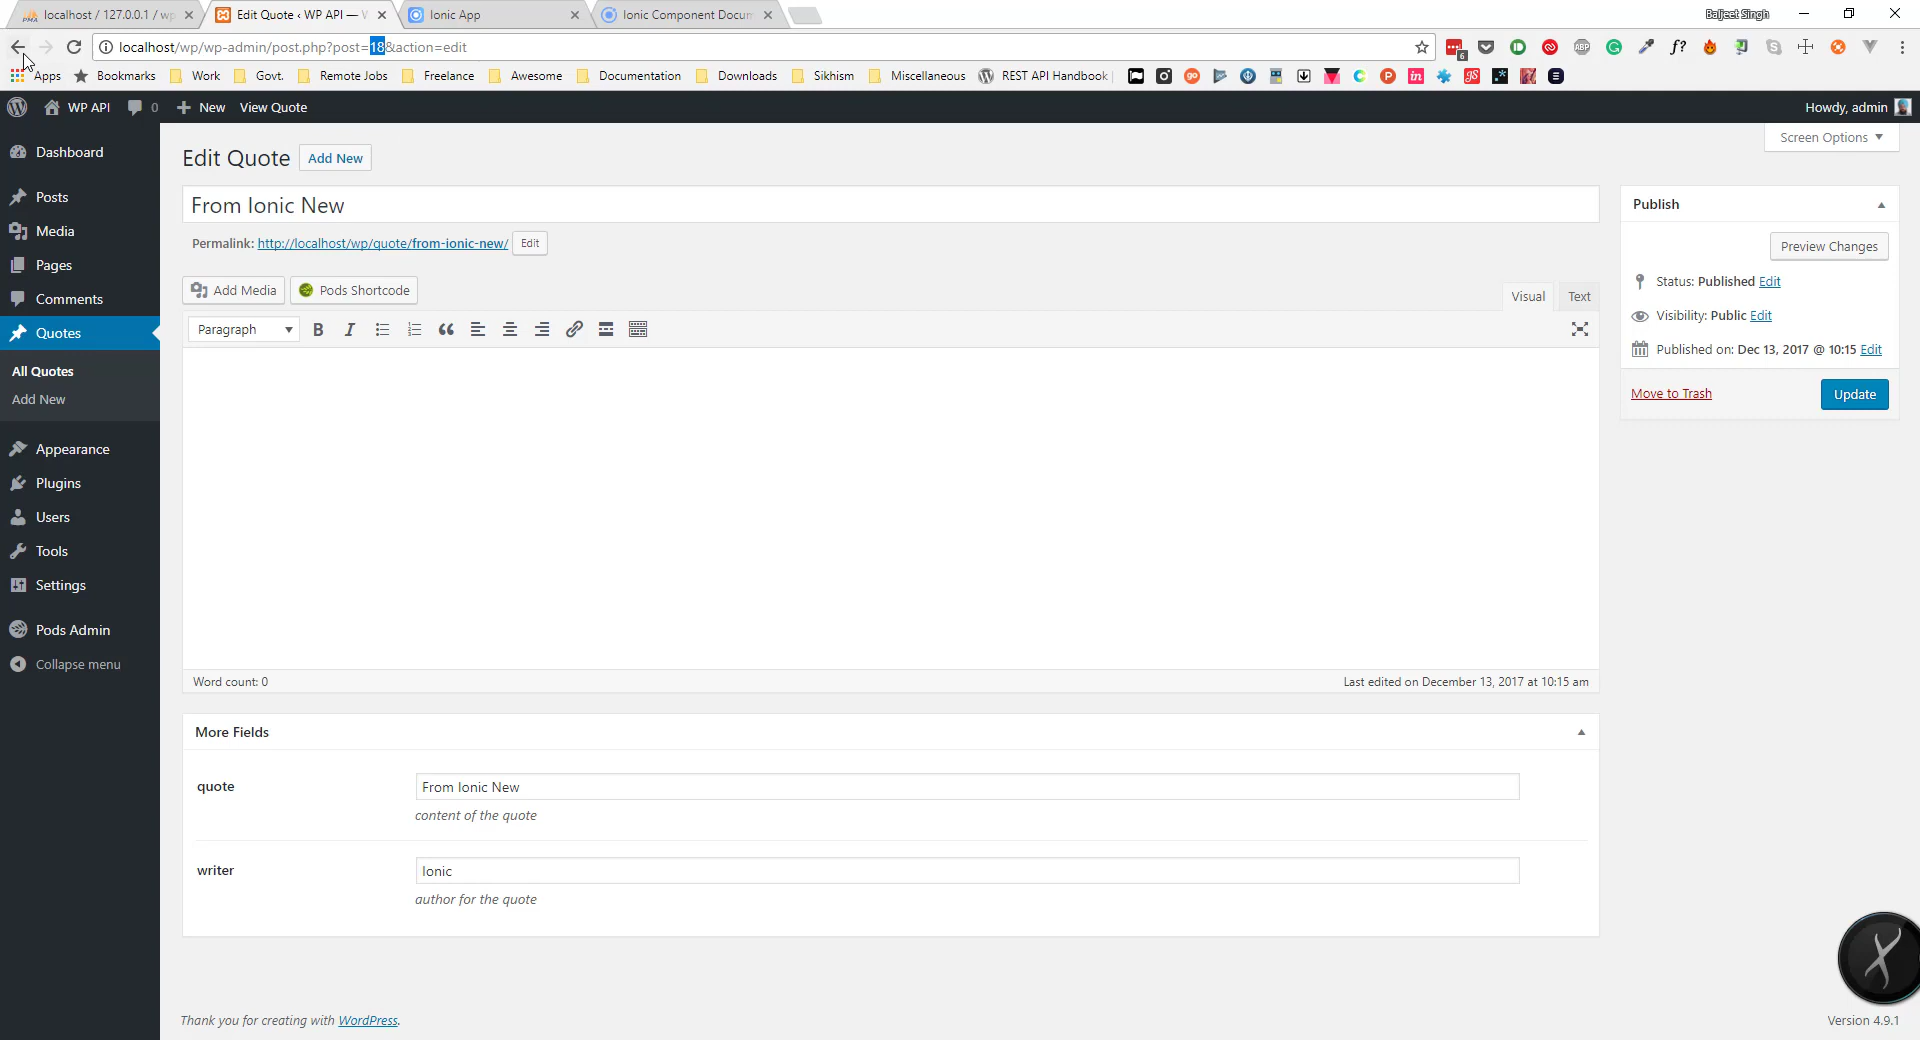 localhost / 127.0.0.1 / wp
Edit Quote ‹ WP API —
Ionic App
Ionic Component Docum
Baljeet Singh
localhost/wp/wp-admin/post.php?post=18&action=edit
6
ABP
f?
Apps
Bookmarks
Work
Govt.
Remote Jobs
Freelance
Awesome
Documentation
Downloads
Sikhism
Miscellaneous
REST API Handbook
WP API
0
New
View Quote
Howdy, admin
Dashboard
Posts
Media
Pages
Comments
Quotes
All Quotes
Add New
Appearance
Plugins
Users
Tools
Settings
Pods Admin
Collapse menu
Screen Options
Edit Quote
Add New
From Ionic New
Permalink: http://localhost/wp/quote/from-ionic-new/ Edit
Add Media
Pods Shortcode
Visual
Text
Paragraph
B I
Word count: 0
Last edited on December 13, 2017 at 10:15 am
More Fields
quote
From Ionic New
content of the quote
writer
Ionic
author for the quote
Publish
Preview Changes
Status: Published Edit
Visibility: Public Edit
Published on: Dec 13, 2017 @ 10:15 Edit
Move to Trash
Update
Thank you for creating with WordPress.
Version 4.9.1